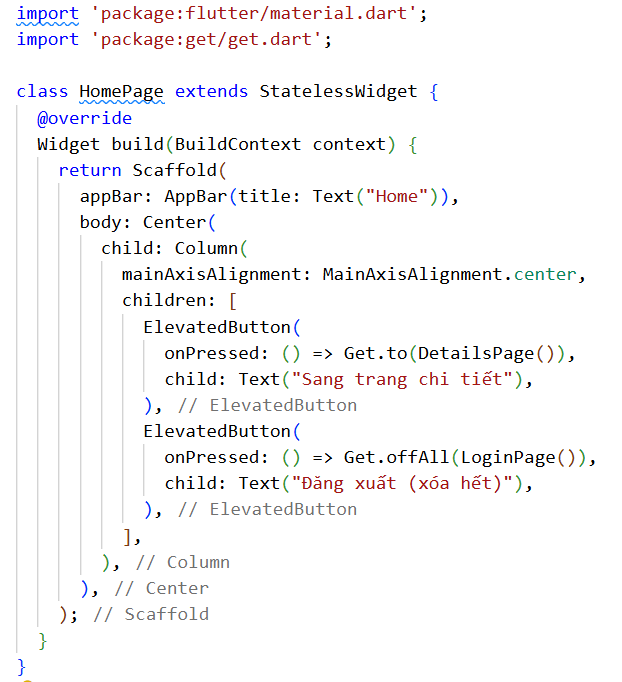 import 'package:flutter/material.dart';
import 'package:get/get.dart';

class HomePage extends StatelessWidget {
  @override
  Widget build(BuildContext context) {
    return Scaffold(
      appBar: AppBar(title: Text("Home")),
      body: Center(
        child: Column(
          mainAxisAlignment: MainAxisAlignment.center,
          children: [
            ElevatedButton(
              onPressed: () => Get.to(DetailsPage()),
              child: Text("Sang trang chi tiết"),
            ), // ElevatedButton
            ElevatedButton(
              onPressed: () => Get.offAll(LoginPage()),
              child: Text("Đăng xuất (xóa hết)"),
            ), // ElevatedButton
          ],
        ), // Column
      ), // Center
    ); // Scaffold
  }
}